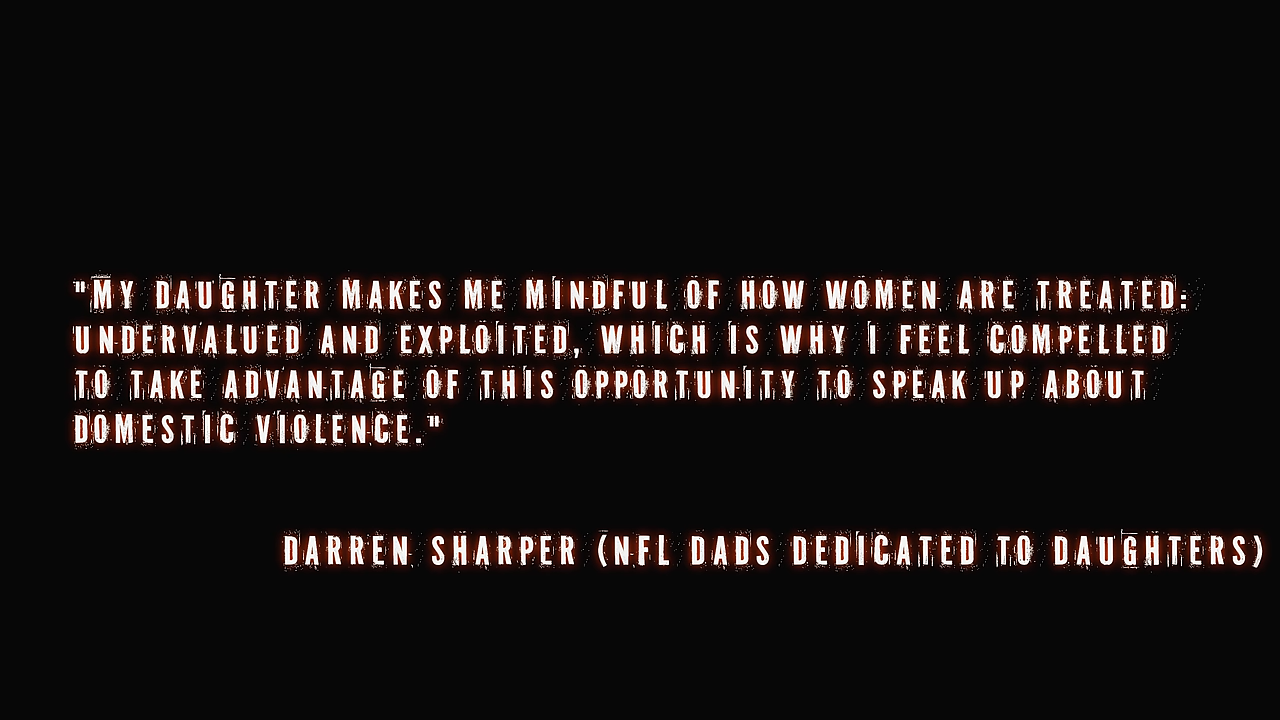 "My daughter makes me mindful of how women are treated:
undervalued and exploited, which is why I feel compelled
to take advantage of this opportunity to speak up about
domestic violence."
Darren Sharper (NFL Dads Dedicated to Daughters)